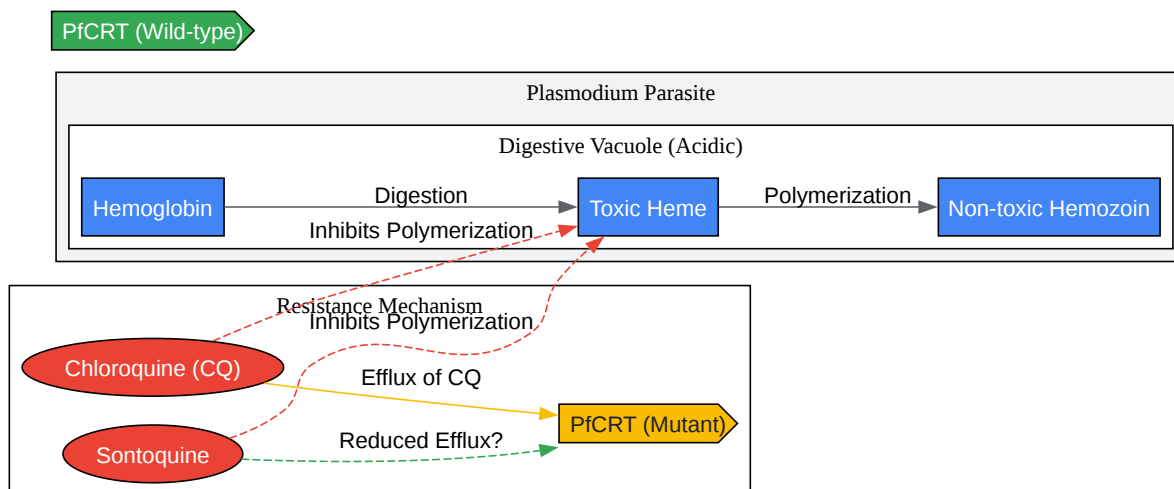 PfCRT (Wild-type)
Plasmodium Parasite
Digestive Vacuole (Acidic)
Hemoglobin
Digestion
Toxic Heme
Polymerization
Non-toxic Hemozoin
Inhibits Polymerization
Resistance Mechanism
Inhibits Polymerization
Chloroquine (CQ)
Efflux of CQ
PfCRT (Mutant)
Sontoquine
Reduced Efflux?